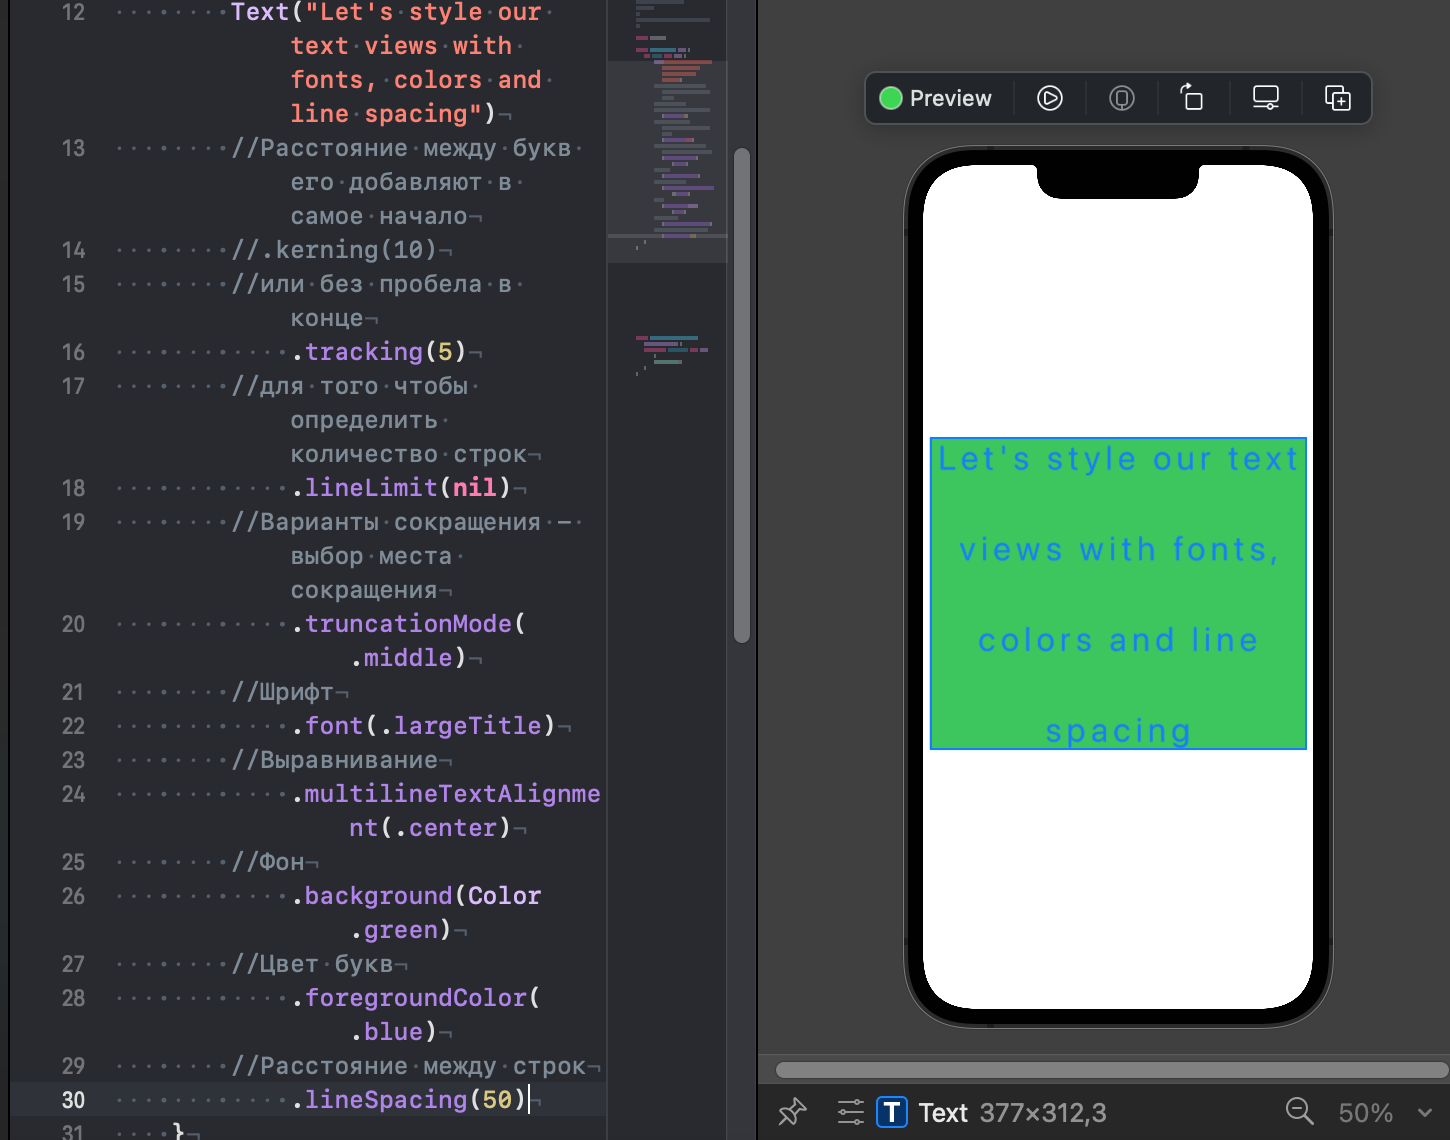 12 Text("Let's style our
text views with
fonts, colors and
line spacing")
13 //Расстояние между букв
его добавляют в
самое начало
14 //.kerning(10)
15 //или без пробела в
конце
16 .tracking(5)
17 //для того чтобы
определить
количество строк
18 .lineLimit(nil)
19 //Варианты сокращения —
выбор места
сокращения
20 .truncationMode(
.middle)
21 //Шрифт
22 .font(.largeTitle)
23 //Выравнивание
24 .multilineTextAlignme
nt(.center)
25 //Фон
26 .background(Color
.green)
27 //Цвет букв
28 .foregroundColor(
.blue)
29 //Расстояние между строк
30 .lineSpacing(50)
31 }
Preview
Let's style our text
views with fonts,
colors and line
spacing
T Text 377×312,3 50%